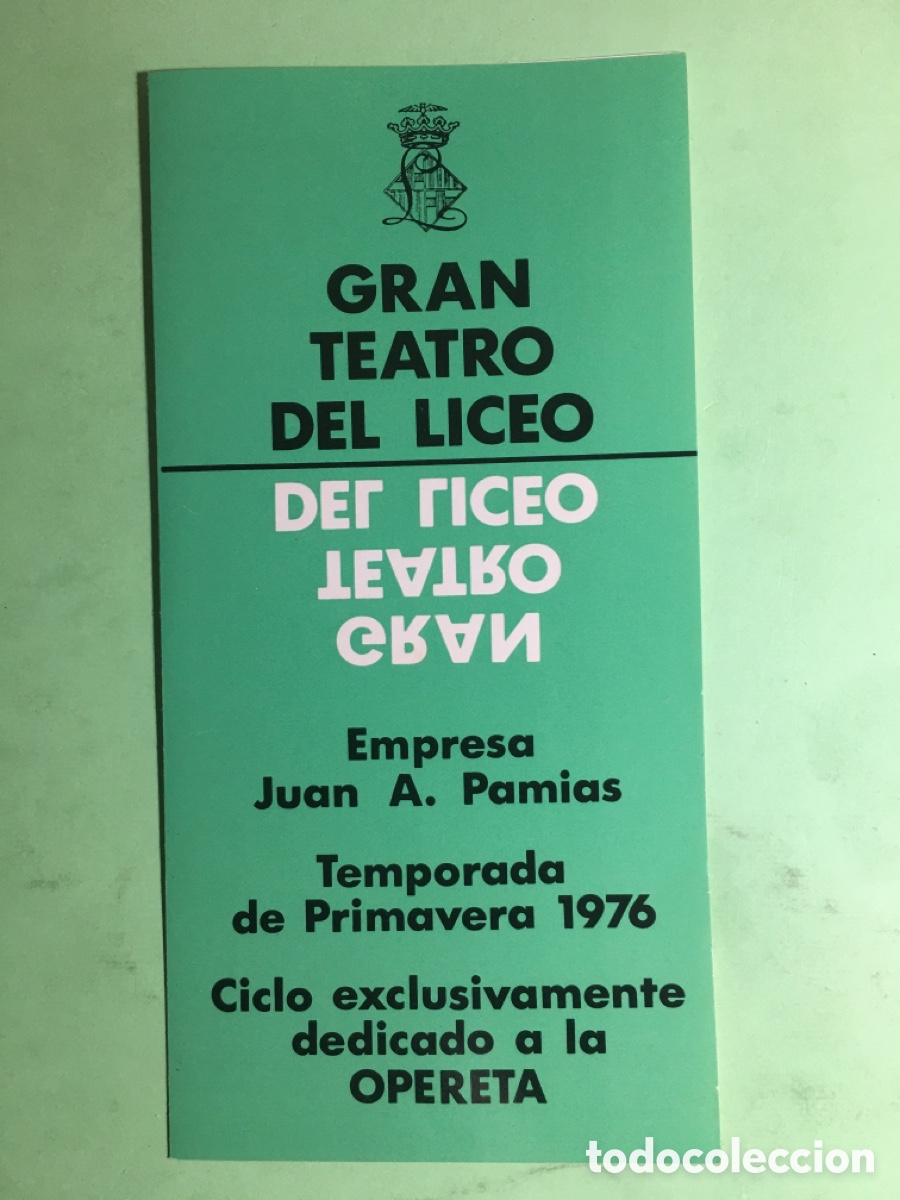 GRAN
TEATRO
DEL LICEO
DEL LICEO
TEATRO
GRAN
Empresa
Juan A. Pamias
Temporada
de Primavera 1976
Ciclo exclusivamente
dedicado a la
OPERETA
todocoleccion